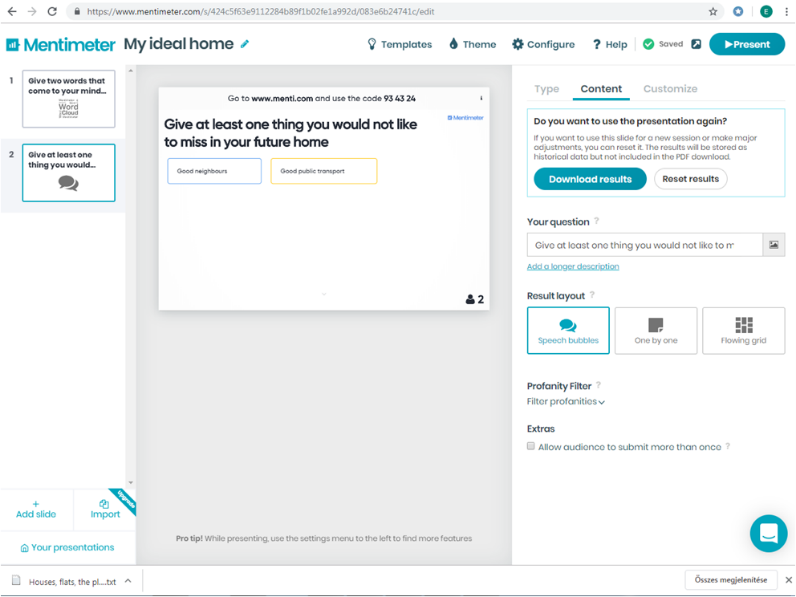 https://www.mentimeter.com/s/424c5f63e9112284b89f1b02fe1a992d/083e6b24741c/edit
E
Mentimeter My ideal home
Templates Theme Configure ? Help Saved Present
1
Give two words that
come to your mind...
Word
Cloud
2
Give at least one
thing you would...
Go to www.menti.com and use the code 93 43 24
Mentimeter
Give at least one thing you would not like
to miss in your future home
Good neighbours
Good public transport
2
Type Content Customize
Do you want to use the presentation again?
If you want to use this slide for a new session or make major
adjustments, you can reset it. The results will be stored as
historical data but not included in the PDF download.
Download results Reset results
Your question ?
Give at least one thing you would not like to m
Add a longer description
Result layout ?
Speech bubbles One by one Flowing grid
Profanity Filter ?
Filter profanities
Extras
Allow audience to submit more than once ?
+
Add slide
Import
Upgrade
Your presentations
Pro tip! While presenting, use the settings menu to the left to find more features
Houses, flats, the pl....txt
Összes megjelenítése